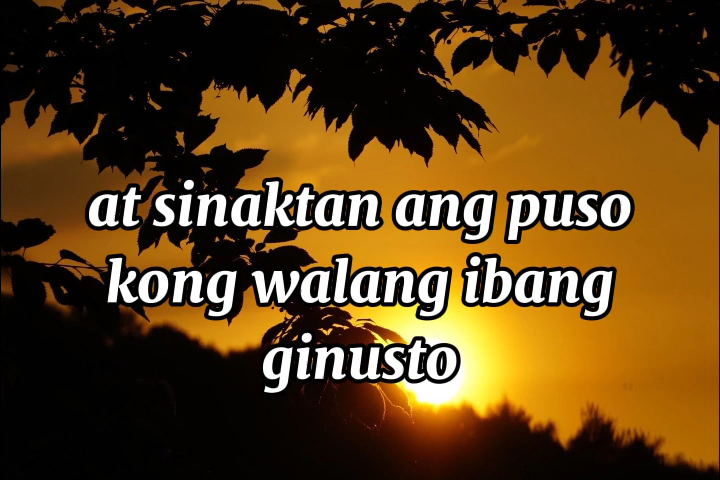 at sinaktan ang puso
kong walang ibang
ginusto